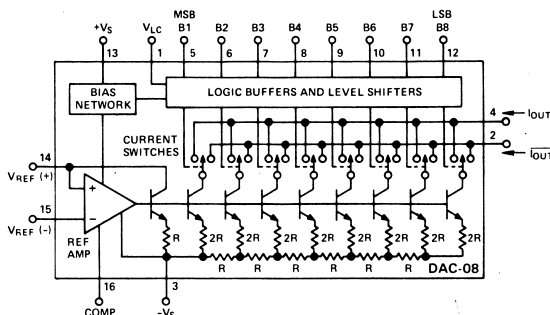 MSB LSB
+VS VLC B1 B2 B3 B4 B5 B6 B7 B8
13 1 5 6 7 8 9 10 11 12
BIAS NETWORK
LOGIC BUFFERS AND LEVEL SHIFTERS
4 IOUT
2 IOUT
CURRENT SWITCHES
14
VREF (+)
+
15
−
VREF (−)
REF AMP
R 2R 2R 2R 2R 2R 2R 2R 2R
R R R R R
DAC-08
16 3
COMP −VS